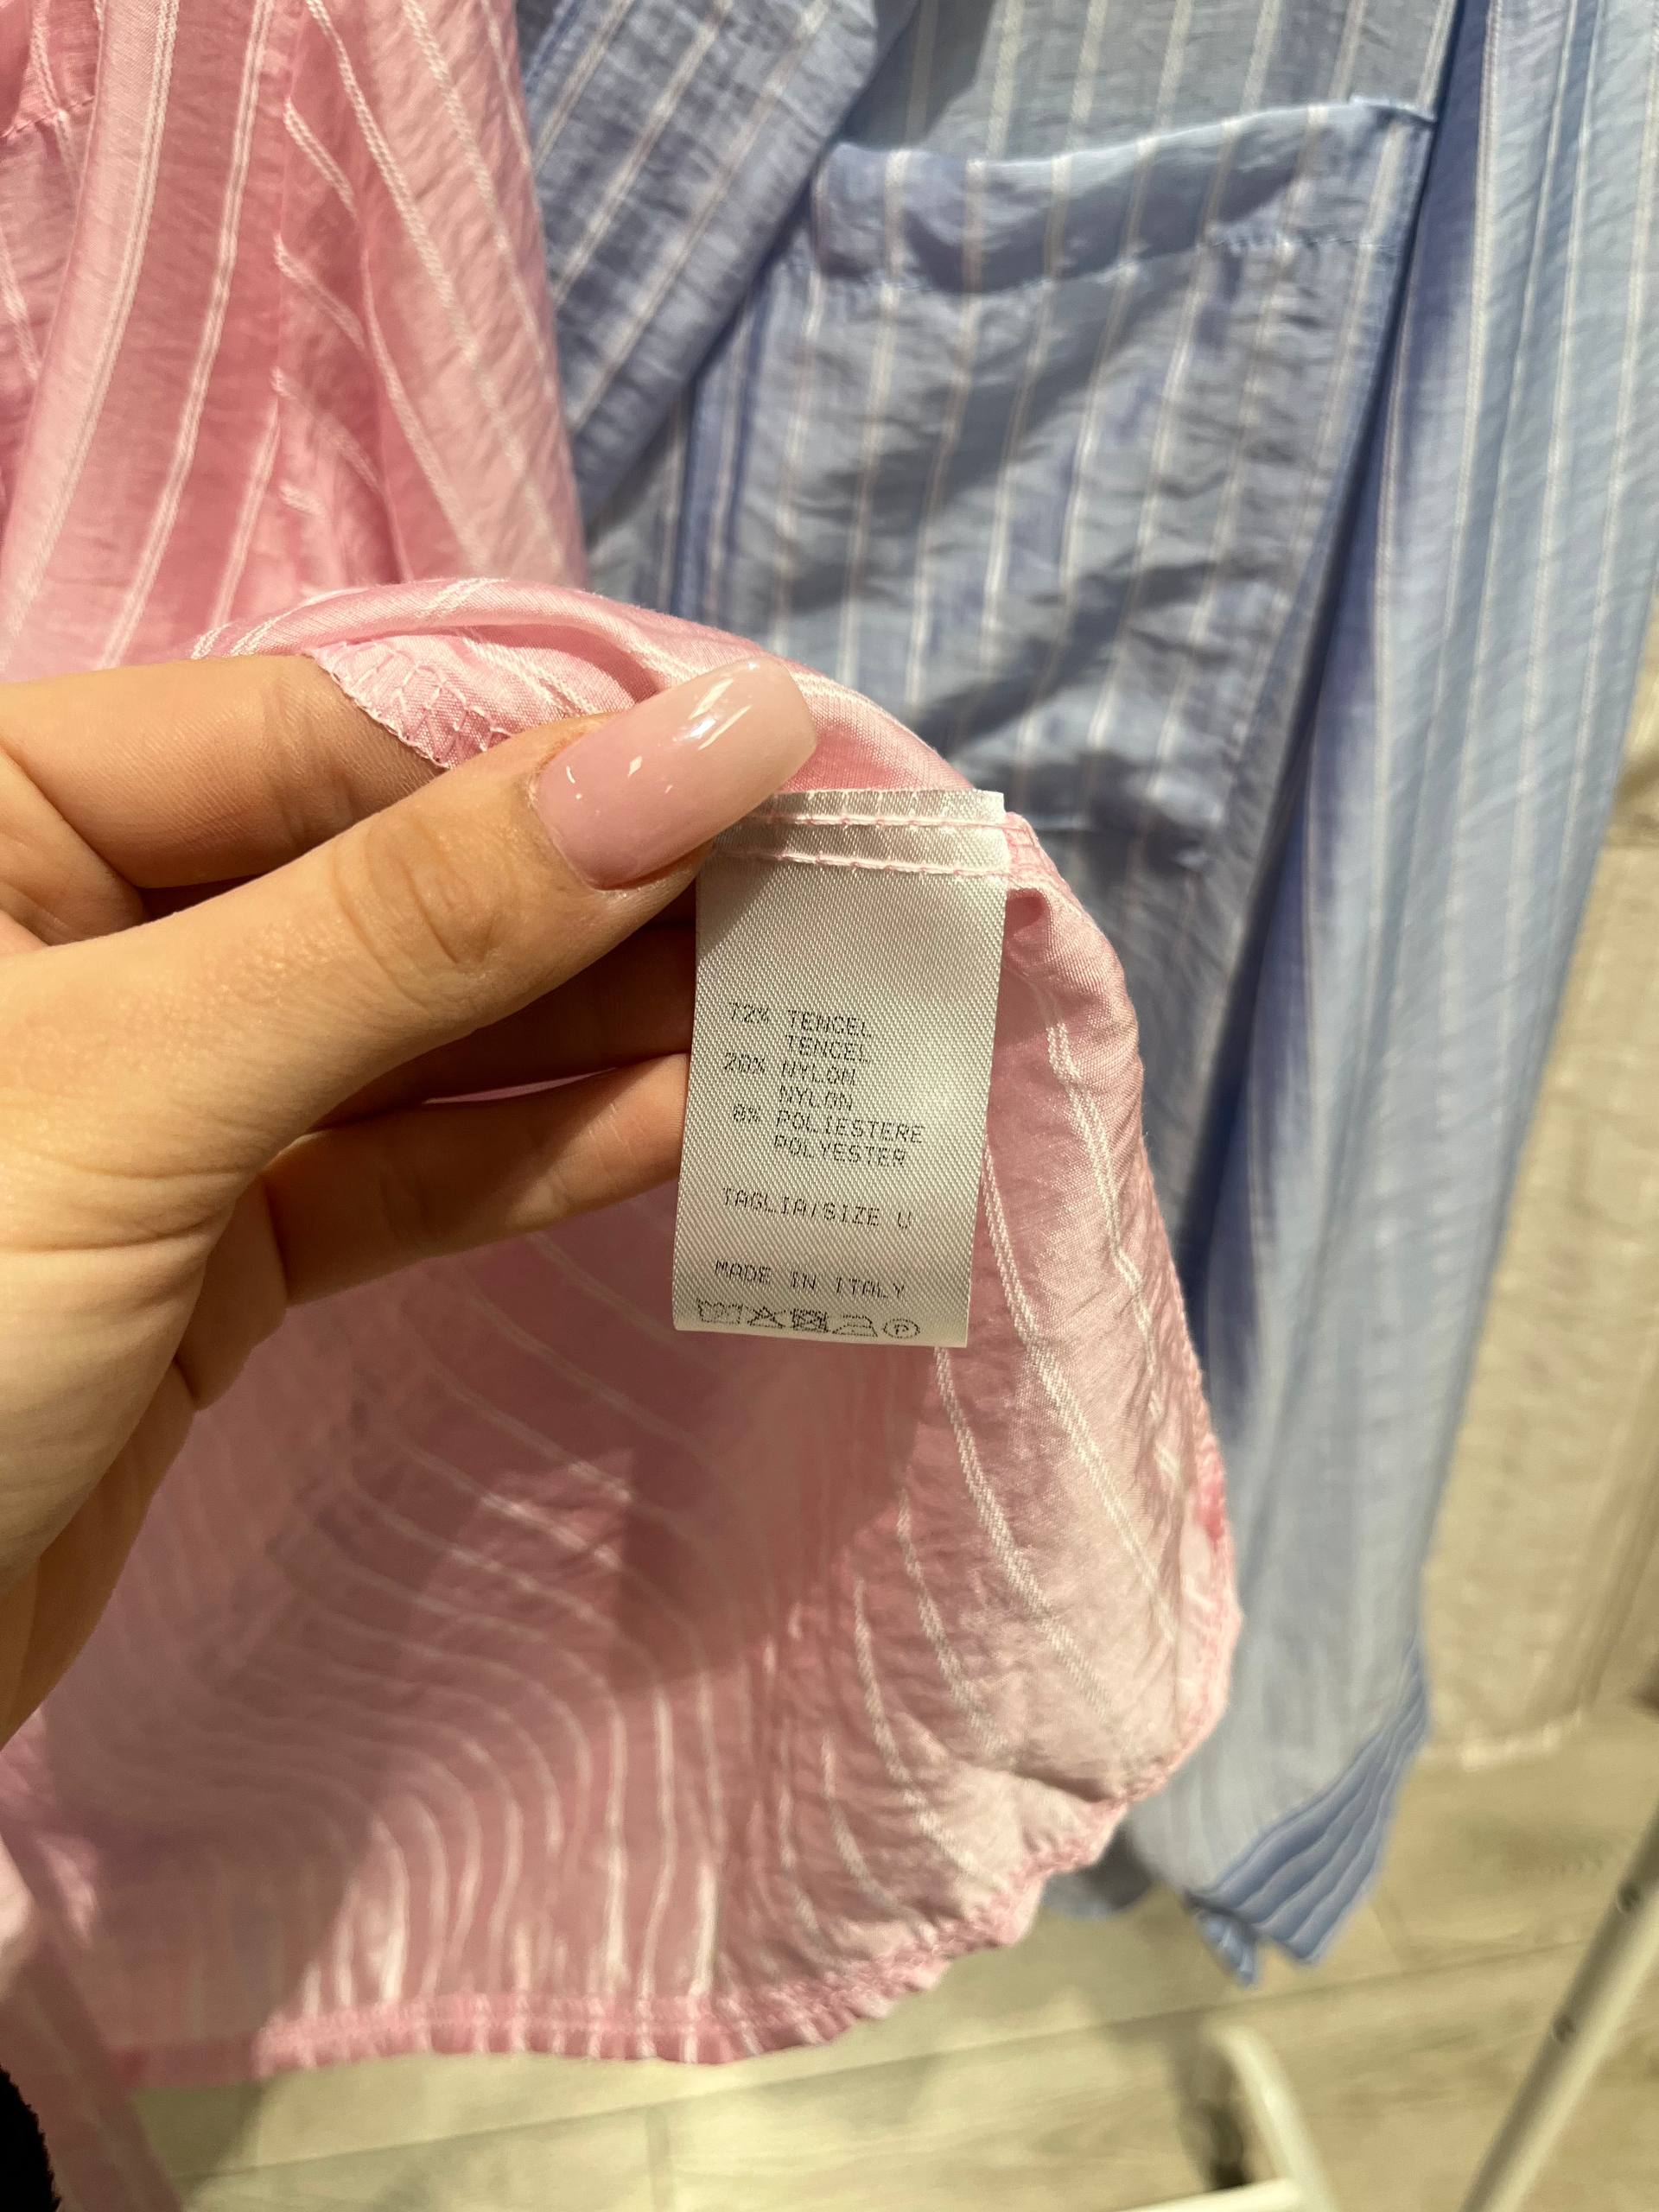 72% TENCEL
TENCEL
20% NYLON
NYLON
8% POLIESTERE
POLYESTER
TAGLIA/SIZE U
MADE IN ITALY
P